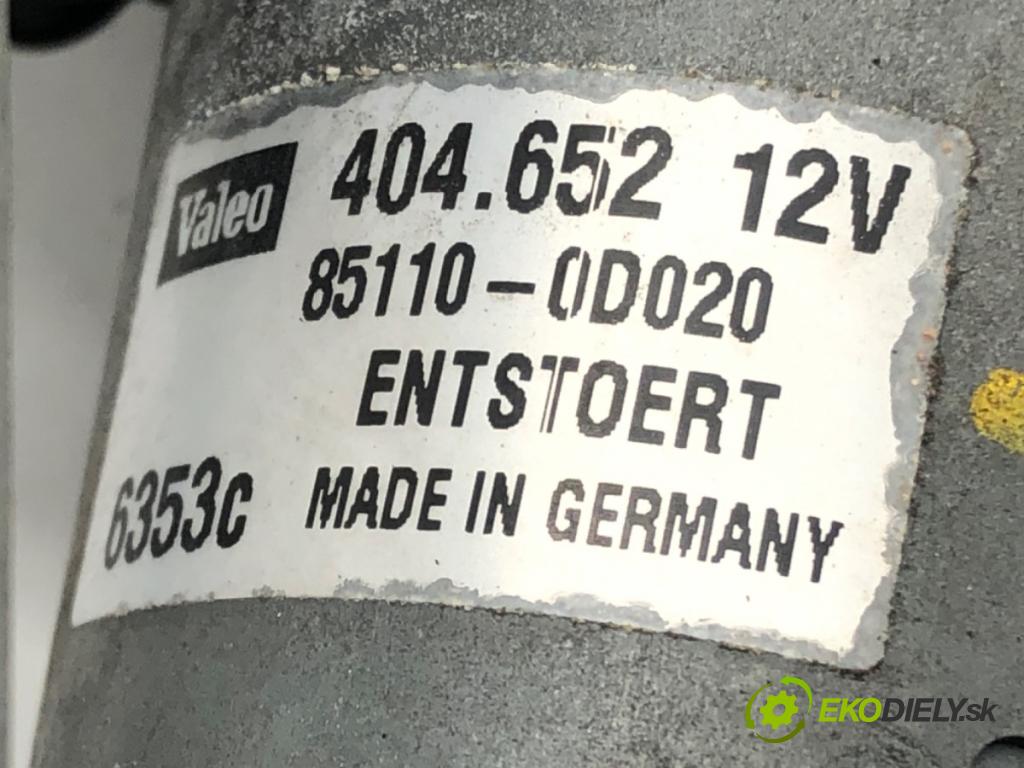 Valeo 404.652 12V
85110-0D020
ENTSTOERT
6353c MADE IN GERMANY
EKODIELY.sk